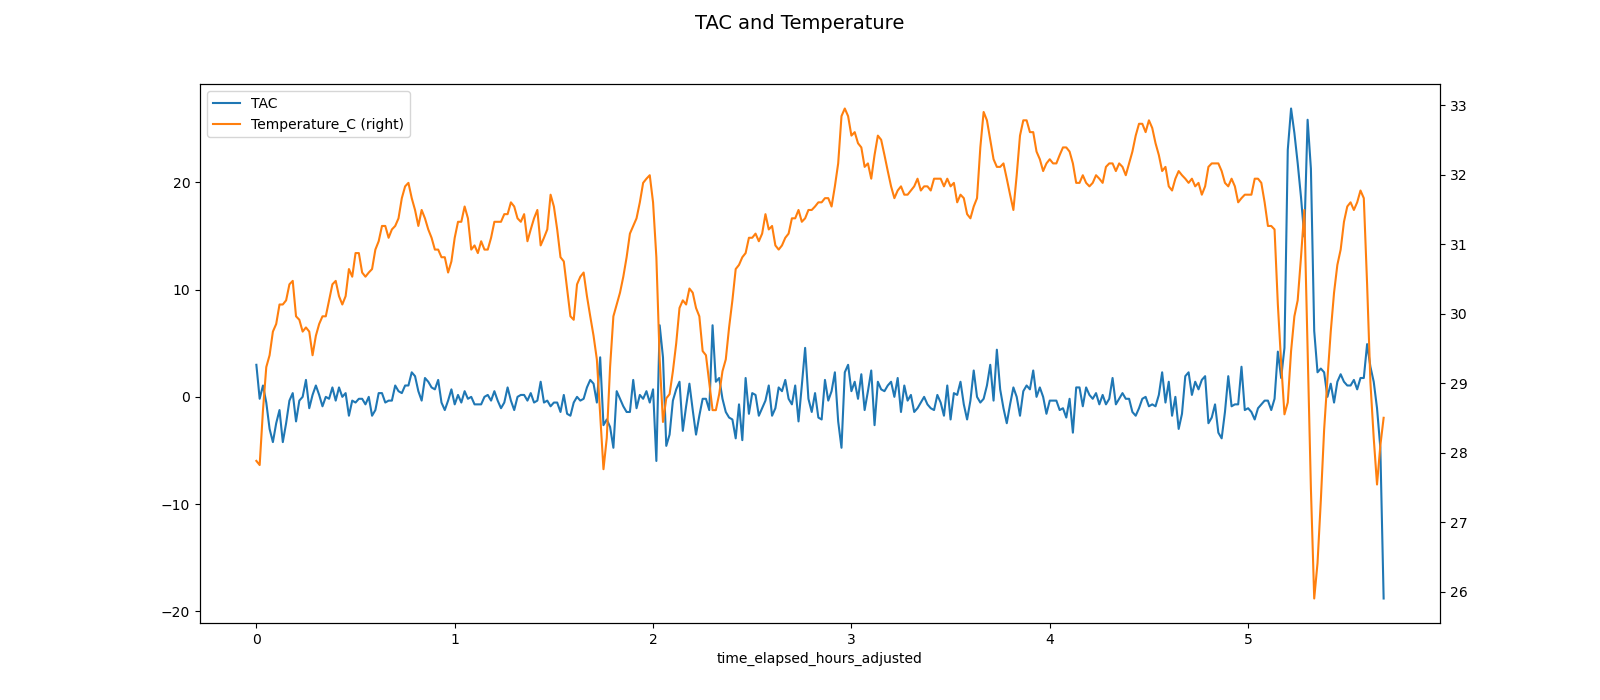 TAC and Temperature
TAC
Temperature_C (right)
20
10
0
−10
−20
33
32
31
30
29
28
27
26
0 1 2 3 4 5
time_elapsed_hours_adjusted